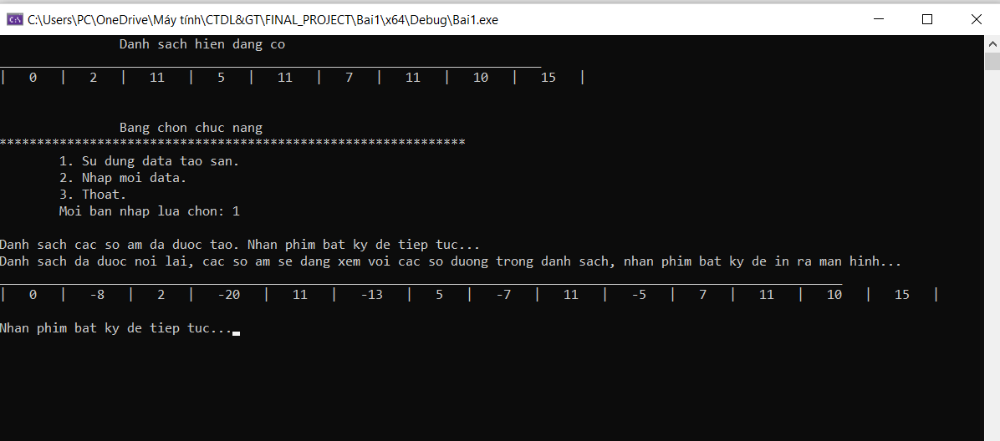 C:\Users\PC\OneDrive\Máy tính\CTDL&GT\FINAL_PROJECT\Bai1\x64\Debug\Bai1.exe
Danh sach hien dang co
________________________________________________________________________
| 0 | 2 | 11 | 5 | 11 | 7 | 11 | 10 | 15 |
Bang chon chuc nang
**************************************************************
1. Su dung data tao san.
2. Nhap moi data.
3. Thoat.
Moi ban nhap lua chon: 1
Danh sach cac so am da duoc tao. Nhan phim bat ky de tiep tuc...
Danh sach da duoc noi lai, cac so am se dang xem voi cac so duong trong danh sach, nhan phim bat ky de in ra man hinh...
________________________________________________________________________________________________________________
| 0 | -8 | 2 | -20 | 11 | -13 | 5 | -7 | 11 | -5 | 7 | 11 | 10 | 15 |
Nhan phim bat ky de tiep tuc...